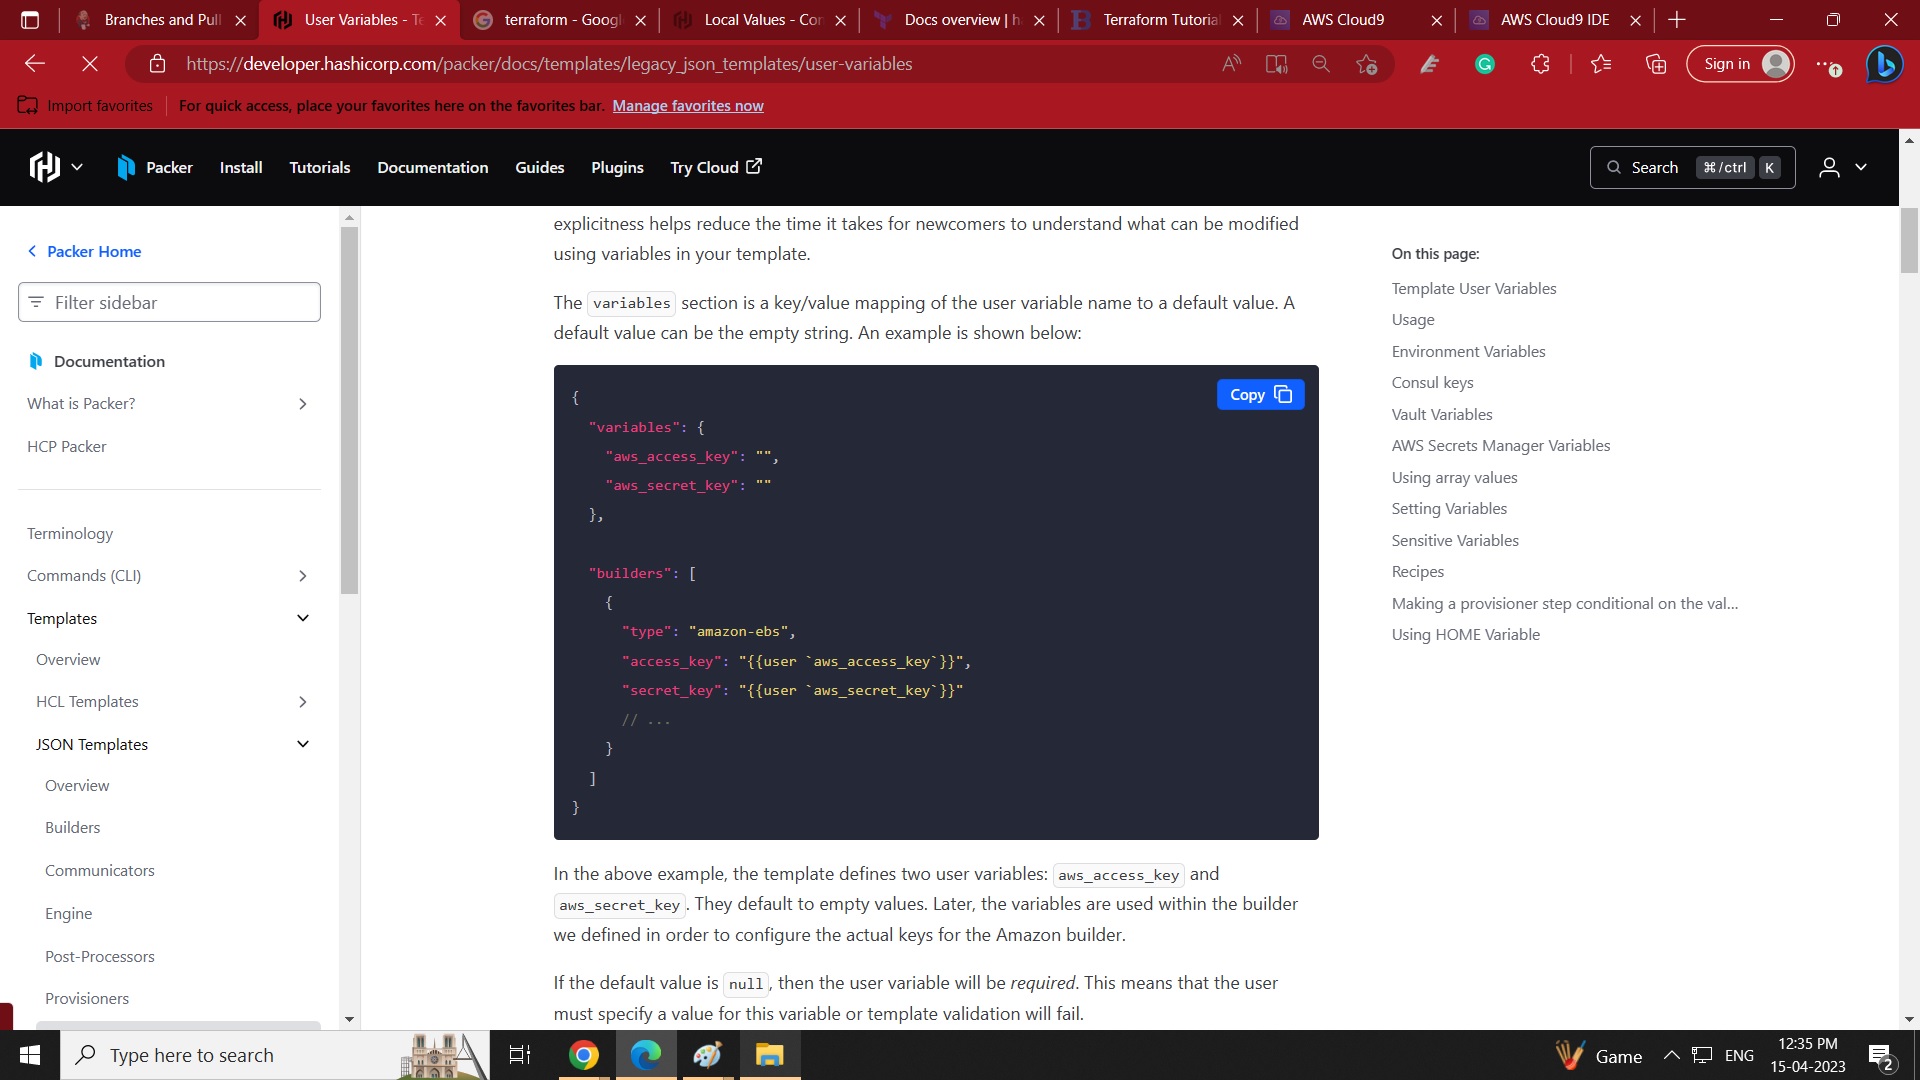 Branches and Pull
User Variables - Te
terraform - Googl
Local Values - Con
Docs overview | h
Terraform Tutorial
AWS Cloud9
AWS Cloud9 IDE
https://developer.hashicorp.com/packer/docs/templates/legacy_json_templates/user-variables
Sign in
Import favorites
For quick access, place your favorites here on the favorites bar. Manage favorites now
Packer
Install
Tutorials
Documentation
Guides
Plugins
Try Cloud
Search
⌘/ctrl
K
Packer Home
Filter sidebar
Documentation
What is Packer?
HCP Packer
Terminology
Commands (CLI)
Templates
Overview
HCL Templates
JSON Templates
Overview
Builders
Communicators
Engine
Post-Processors
Provisioners
explicitness helps reduce the time it takes for newcomers to understand what can be modified
using variables in your template.
The variables section is a key/value mapping of the user variable name to a default value. A
default value can be the empty string. An example is shown below:
Copy
{
"variables": {
"aws_access_key": "",
"aws_secret_key": ""
},
"builders": [
{
"type": "amazon-ebs",
"access_key": "{{user `aws_access_key`}}",
"secret_key": "{{user `aws_secret_key`}}"
// ...
}
]
}
In the above example, the template defines two user variables: aws_access_key and
aws_secret_key. They default to empty values. Later, the variables are used within the builder
we defined in order to configure the actual keys for the Amazon builder.
If the default value is null, then the user variable will be required. This means that the user
must specify a value for this variable or template validation will fail.
On this page:
Template User Variables
Usage
Environment Variables
Consul keys
Vault Variables
AWS Secrets Manager Variables
Using array values
Setting Variables
Sensitive Variables
Recipes
Making a provisioner step conditional on the val...
Using HOME Variable
Type here to search
Game
ENG
12:35 PM
15-04-2023
2